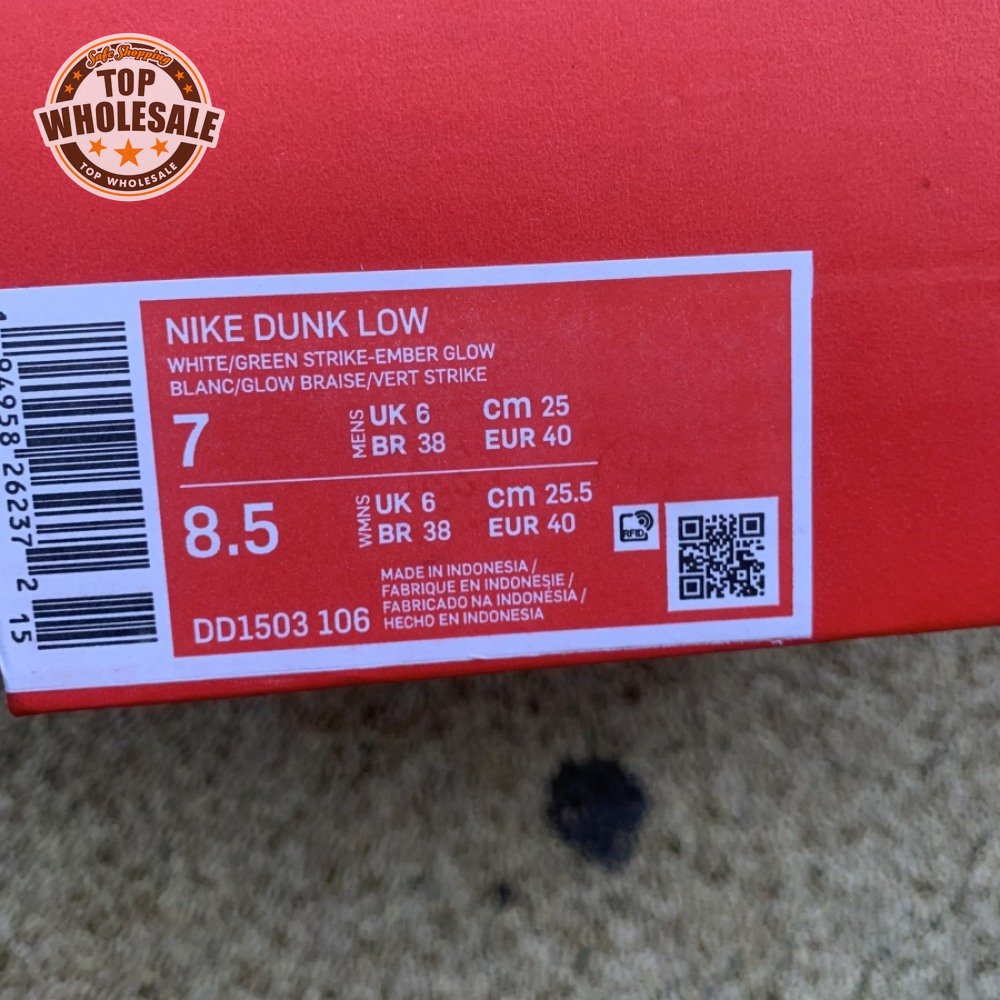 Safe Shopping
TOP
WHOLESALE
TOP WHOLESALE
NIKE DUNK LOW
WHITE/GREEN STRIKE-EMBER GLOW
BLANC/GLOW BRAISE/VERT STRIKE
7
MENS
UK 6
cm 25
BR 38
EUR 40
8.5
WMNS
UK 6
cm 25.5
BR 38
EUR 40
RFID
MADE IN INDONESIA /
FABRIQUE EN INDONESIE /
FABRICADO NA INDONÉSIA /
HECHO EN INDONESIA
DD1503 106
1 94958 26237 2 15